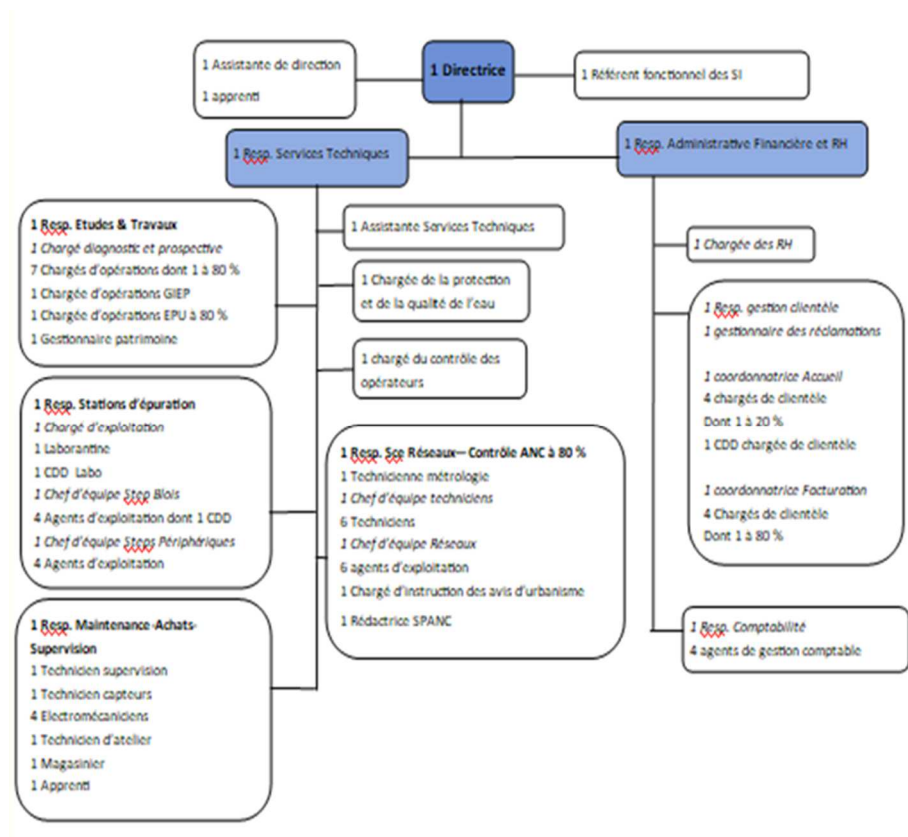 1 Assistante de direction
1 apprenti
1 Directrice
1 Référent fonctionnel des SI
1 Resp. Services Techniques
1 Resp. Administrative Financière et RH
1 Resp. Etudes & Travaux
1 Chargé diagnostic et prospective
7 Chargés d'opérations dont 1 à 80 %
1 Chargée d'opérations GIEP
1 Chargée d'opérations EPU à 80 %
1 Gestionnaire patrimoine
1 Assistante Services Techniques
1 Chargée de la protection
et de la qualité de l'eau
1 chargé du contrôle des
opérateurs
1 Resp. Stations d'épuration
1 Chargé d'exploitation
1 Laborantine
1 CDD Labo
1 Chef d'équipe Step Blois
4 Agents d'exploitation dont 1 CDD
1 Chef d'équipe Steps Périphériques
4 Agents d'exploitation
1 Resp. Sce Réseaux— Contrôle ANC à 80 %
1 Technicienne métrologie
1 Chef d'équipe techniciens
6 Techniciens
1 Chef d'équipe Réseaux
6 agents d'exploitation
1 Chargé d'instruction des avis d'urbanisme
1 Rédactrice SPANC
1 Resp. Maintenance-Achats-
Supervision
1 Technicien supervision
1 Technicien capteurs
4 Electromécaniciens
1 Technicien d'atelier
1 Magasinier
1 Apprenti
1 Chargée des RH
1 Resp. gestion clientèle
1 gestionnaire des réclamations
1 coordonnatrice Accueil
4 chargés de clientèle
Dont 1 à 20 %
1 CDD chargée de clientèle
1 coordonnatrice Facturation
4 Chargés de clientèle
Dont 1 à 80 %
1 Resp. Comptabilité
4 agents de gestion comptable